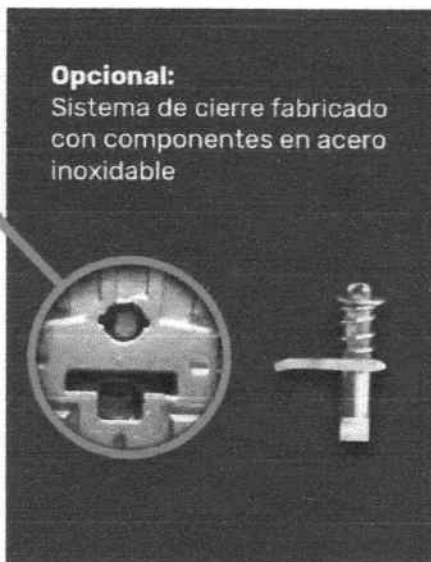 Opcional:
Sistema de cierre fabricado
con componentes en acero
inoxidable